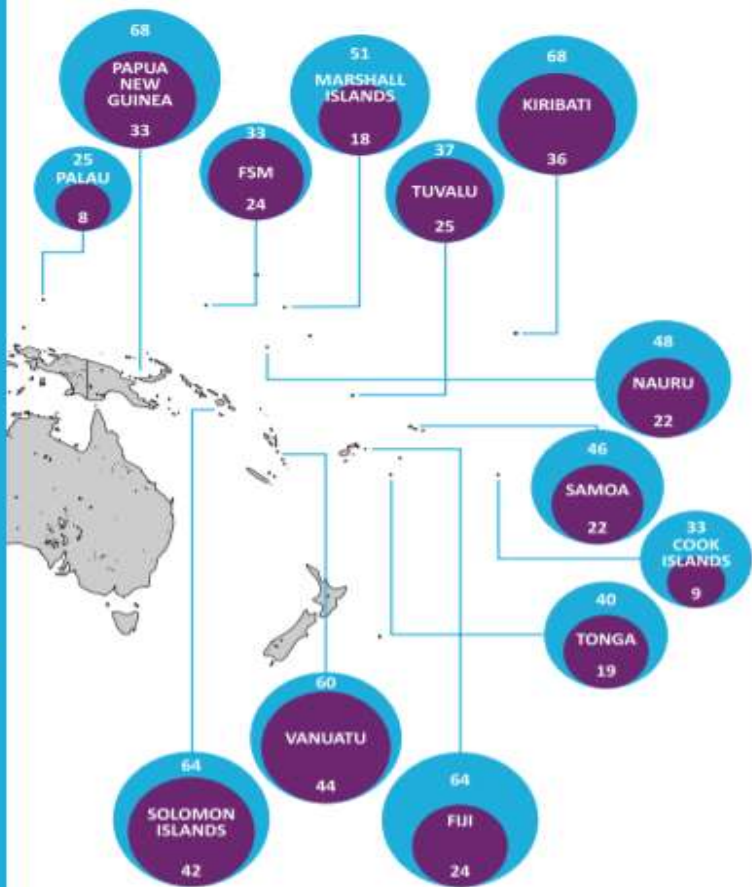 68
PAPUA
NEW
GUINEA
33
51
MARSHALL
ISLANDS
18
68
KIRIBATI
36
25
PALAU
8
33
FSM
24
37
TUVALU
25
48
NAURU
22
46
SAMOA
22
33
COOK
ISLANDS
9
40
TONGA
19
60
VANUATU
44
64
SOLOMON
ISLANDS
42
64
FIJI
24